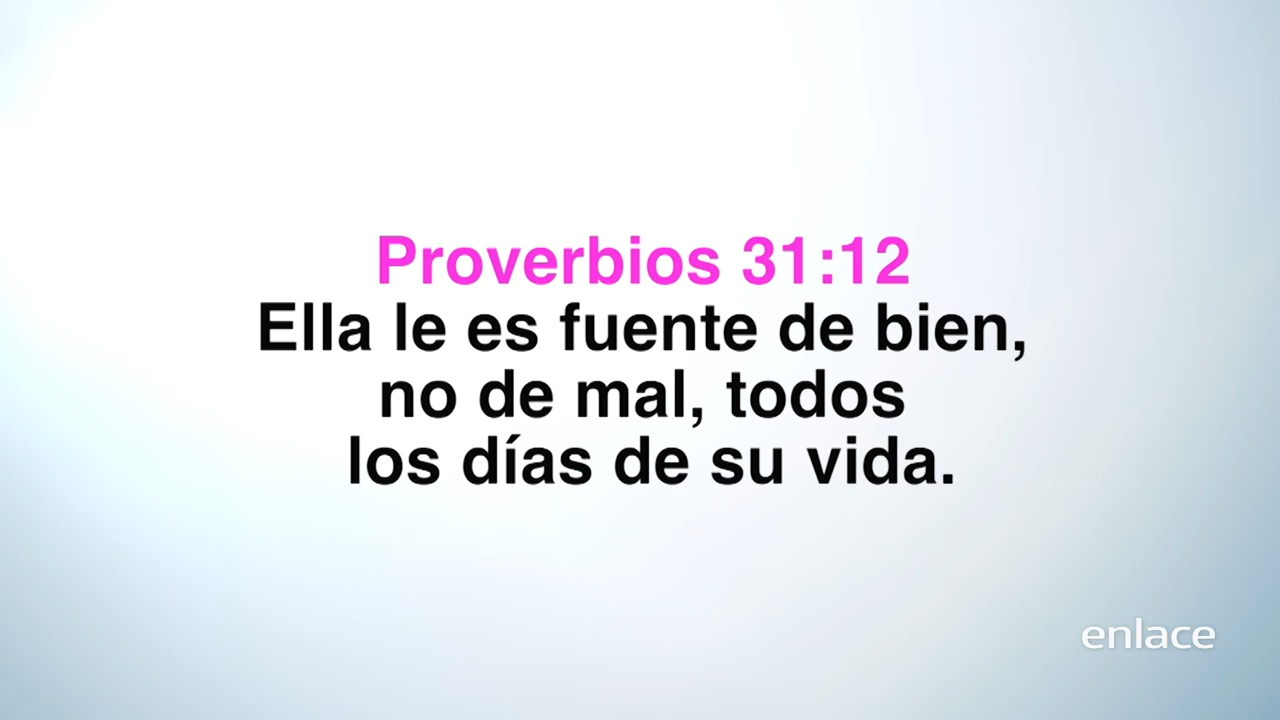 Proverbios 31:12
Ella le es fuente de bien,
no de mal, todos
los días de su vida.
enlace